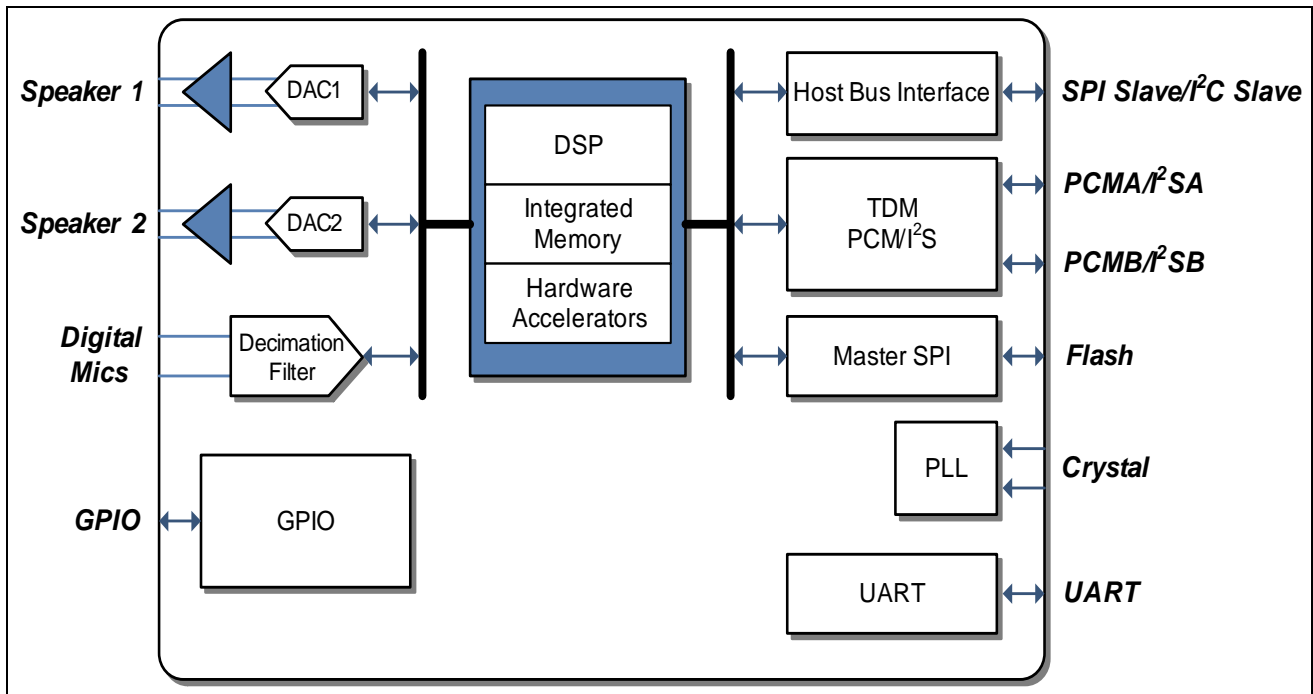 Speaker 1
DAC1
Speaker 2
DAC2
Digital
Mics
Decimation
Filter
GPIO
GPIO
DSP
Integrated
Memory
Hardware
Accelerators
Host Bus Interface
SPI Slave/I²C Slave
TDM
PCM/I²S
PCMA/I²SA
PCMB/I²SB
Master SPI
Flash
PLL
Crystal
UART
UART